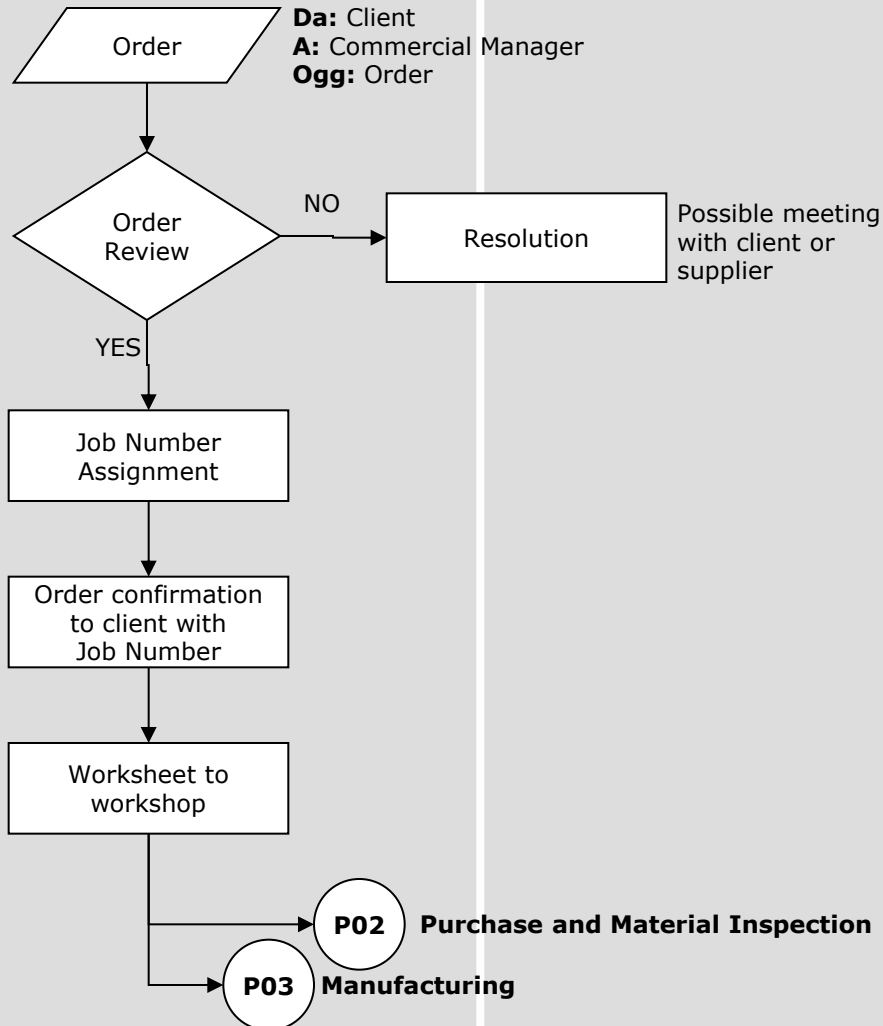 Order
Da: Client
A: Commercial Manager
Ogg: Order
Order
Review
NO
Resolution
Possible meeting
with client or
supplier
YES
Job Number
Assignment
Order confirmation
to client with
Job Number
Worksheet to
workshop
P02
Purchase and Material Inspection
P03
Manufacturing